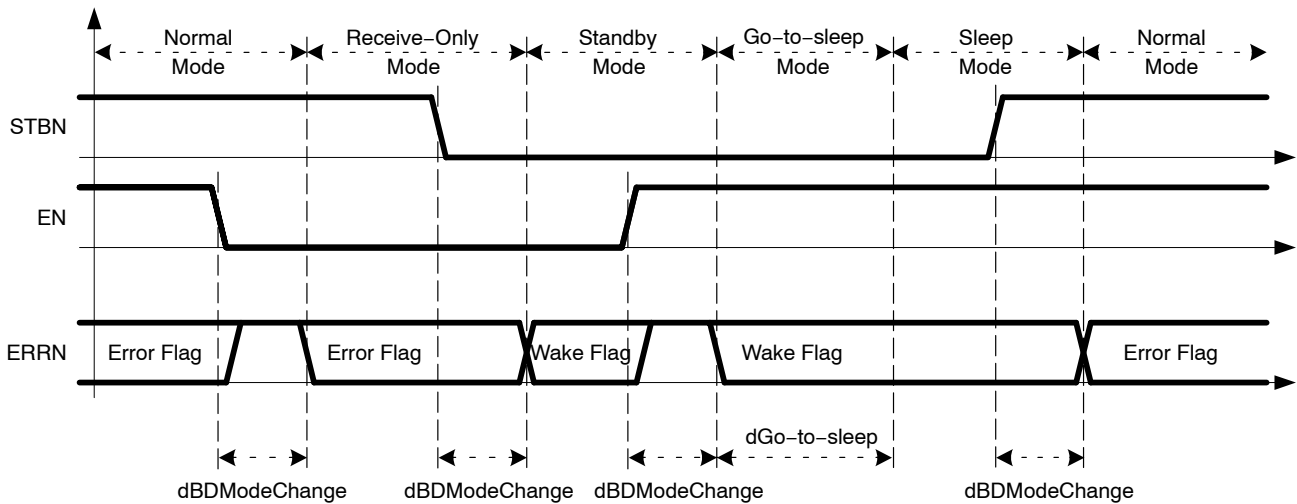 Normal Mode
Receive−Only Mode
Standby Mode
Go−to−sleep Mode
Sleep Mode
Normal Mode
STBN
EN
ERRN
Error Flag
Error Flag
Wake Flag
Wake Flag
Error Flag
dGo−to−sleep
dBDModeChange
dBDModeChange
dBDModeChange
dBDModeChange